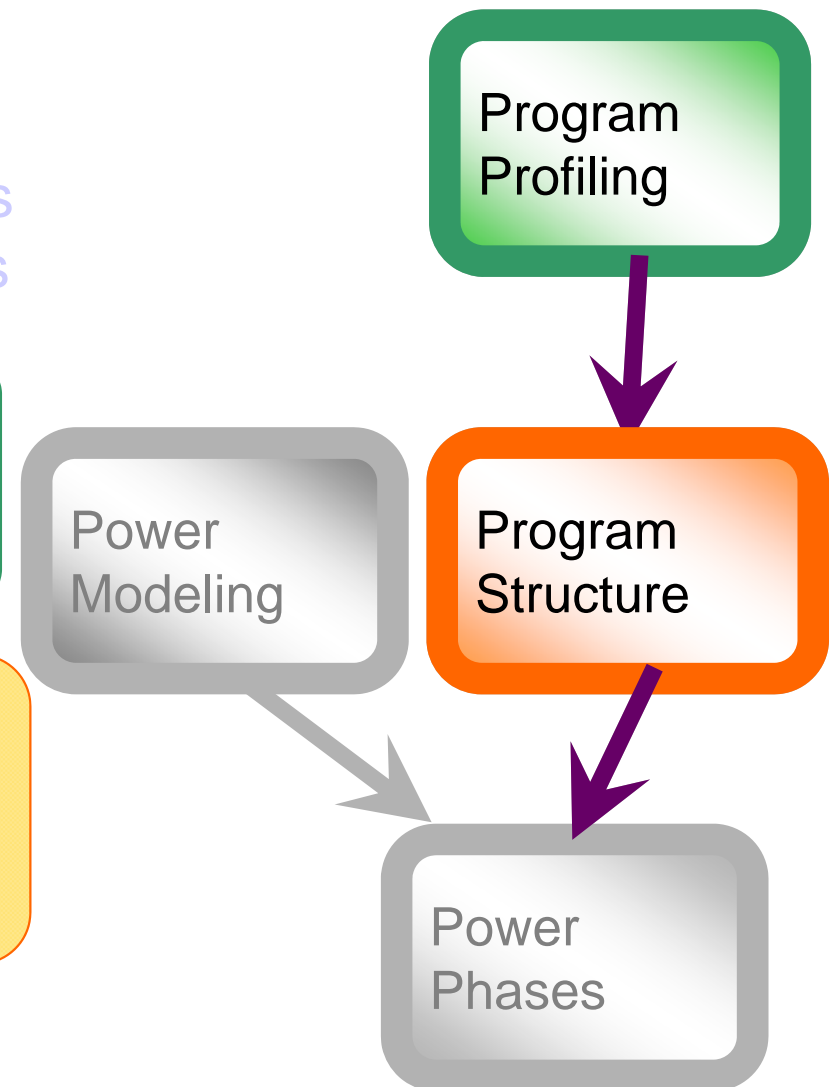 Program
Profiling
s
s
Power
Modeling
Program
Structure
Power
Phases